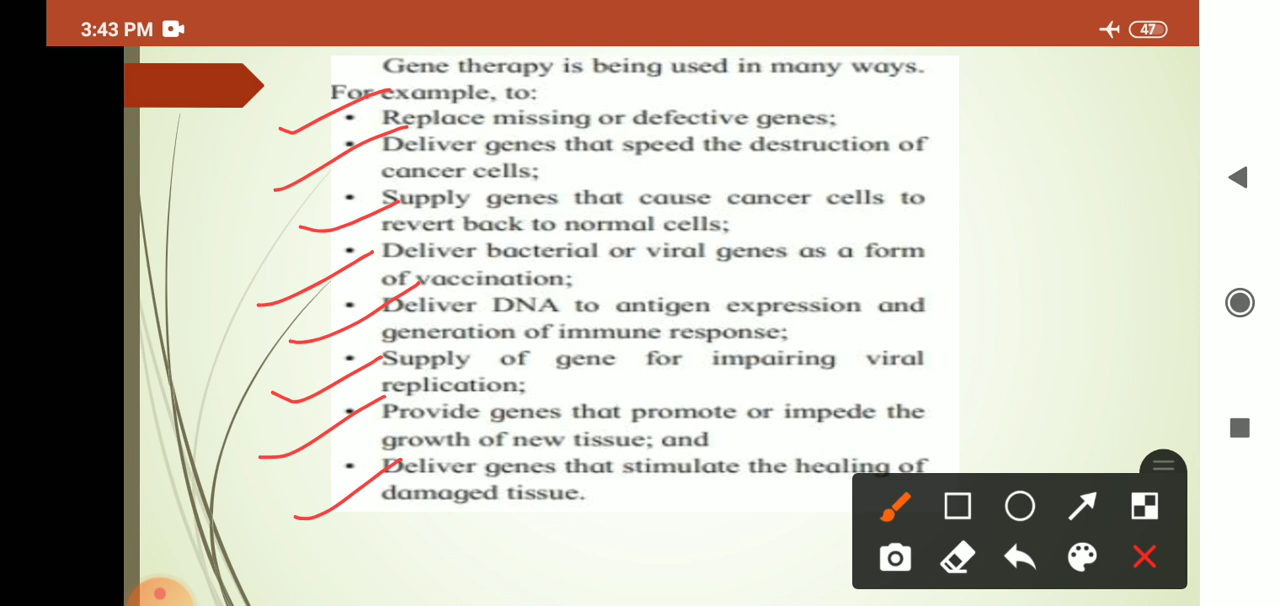 3:43 PM
47
Gene therapy is being used in many ways.
For example, to:
• Replace missing or defective genes;
• Deliver genes that speed the destruction of
cancer cells;
• Supply genes that cause cancer cells to
revert back to normal cells;
• Deliver bacterial or viral genes as a form
of vaccination;
• Deliver DNA to antigen expression and
generation of immune response;
• Supply of gene for impairing viral
replication;
• Provide genes that promote or impede the
growth of new tissue; and
• Deliver genes that stimulate the healing of
damaged tissue.